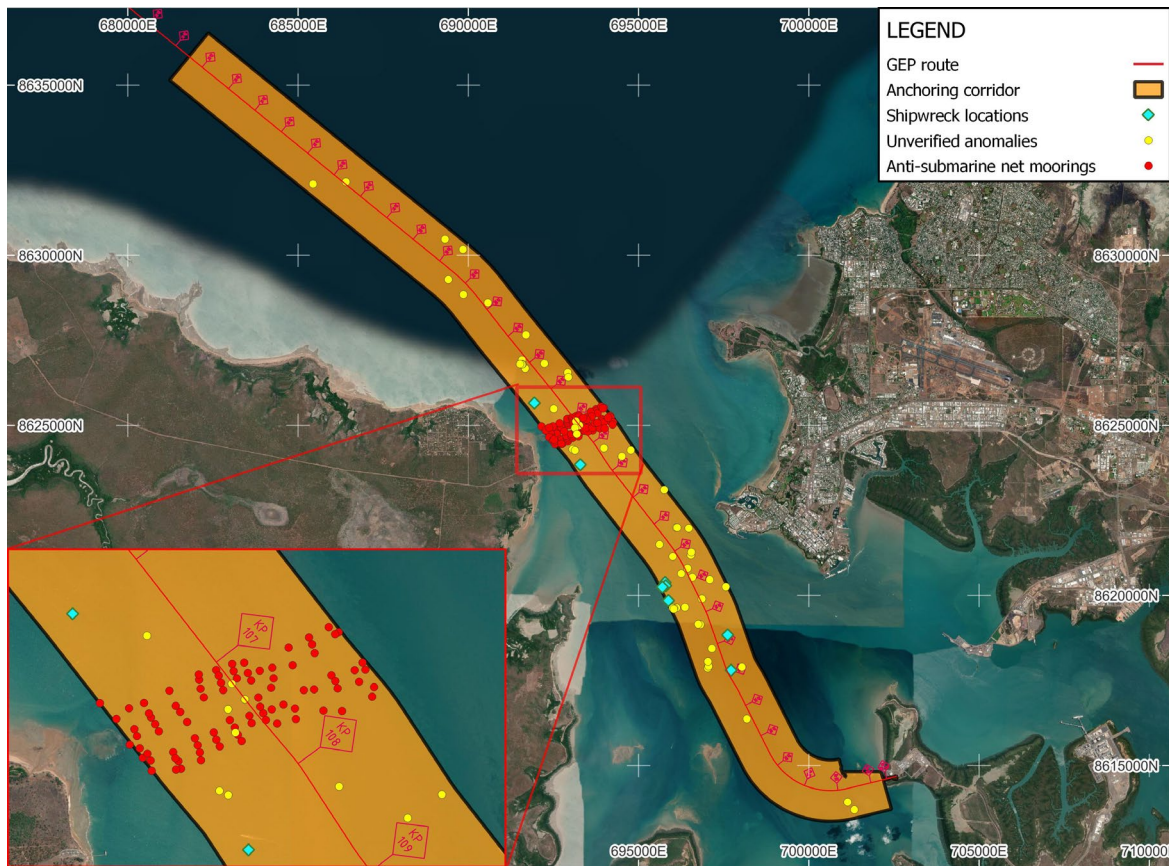 680000E
685000E
690000E
695000E
700000E
LEGEND
GEP route
Anchoring corridor
Shipwreck locations
Unverified anomalies
Anti-submarine net moorings
8635000N
8630000N
8630000N
8625000N
8625000N
8620000N
8615000N
KP
107
KP
108
KP
109
695000E
700000E
705000E
71000